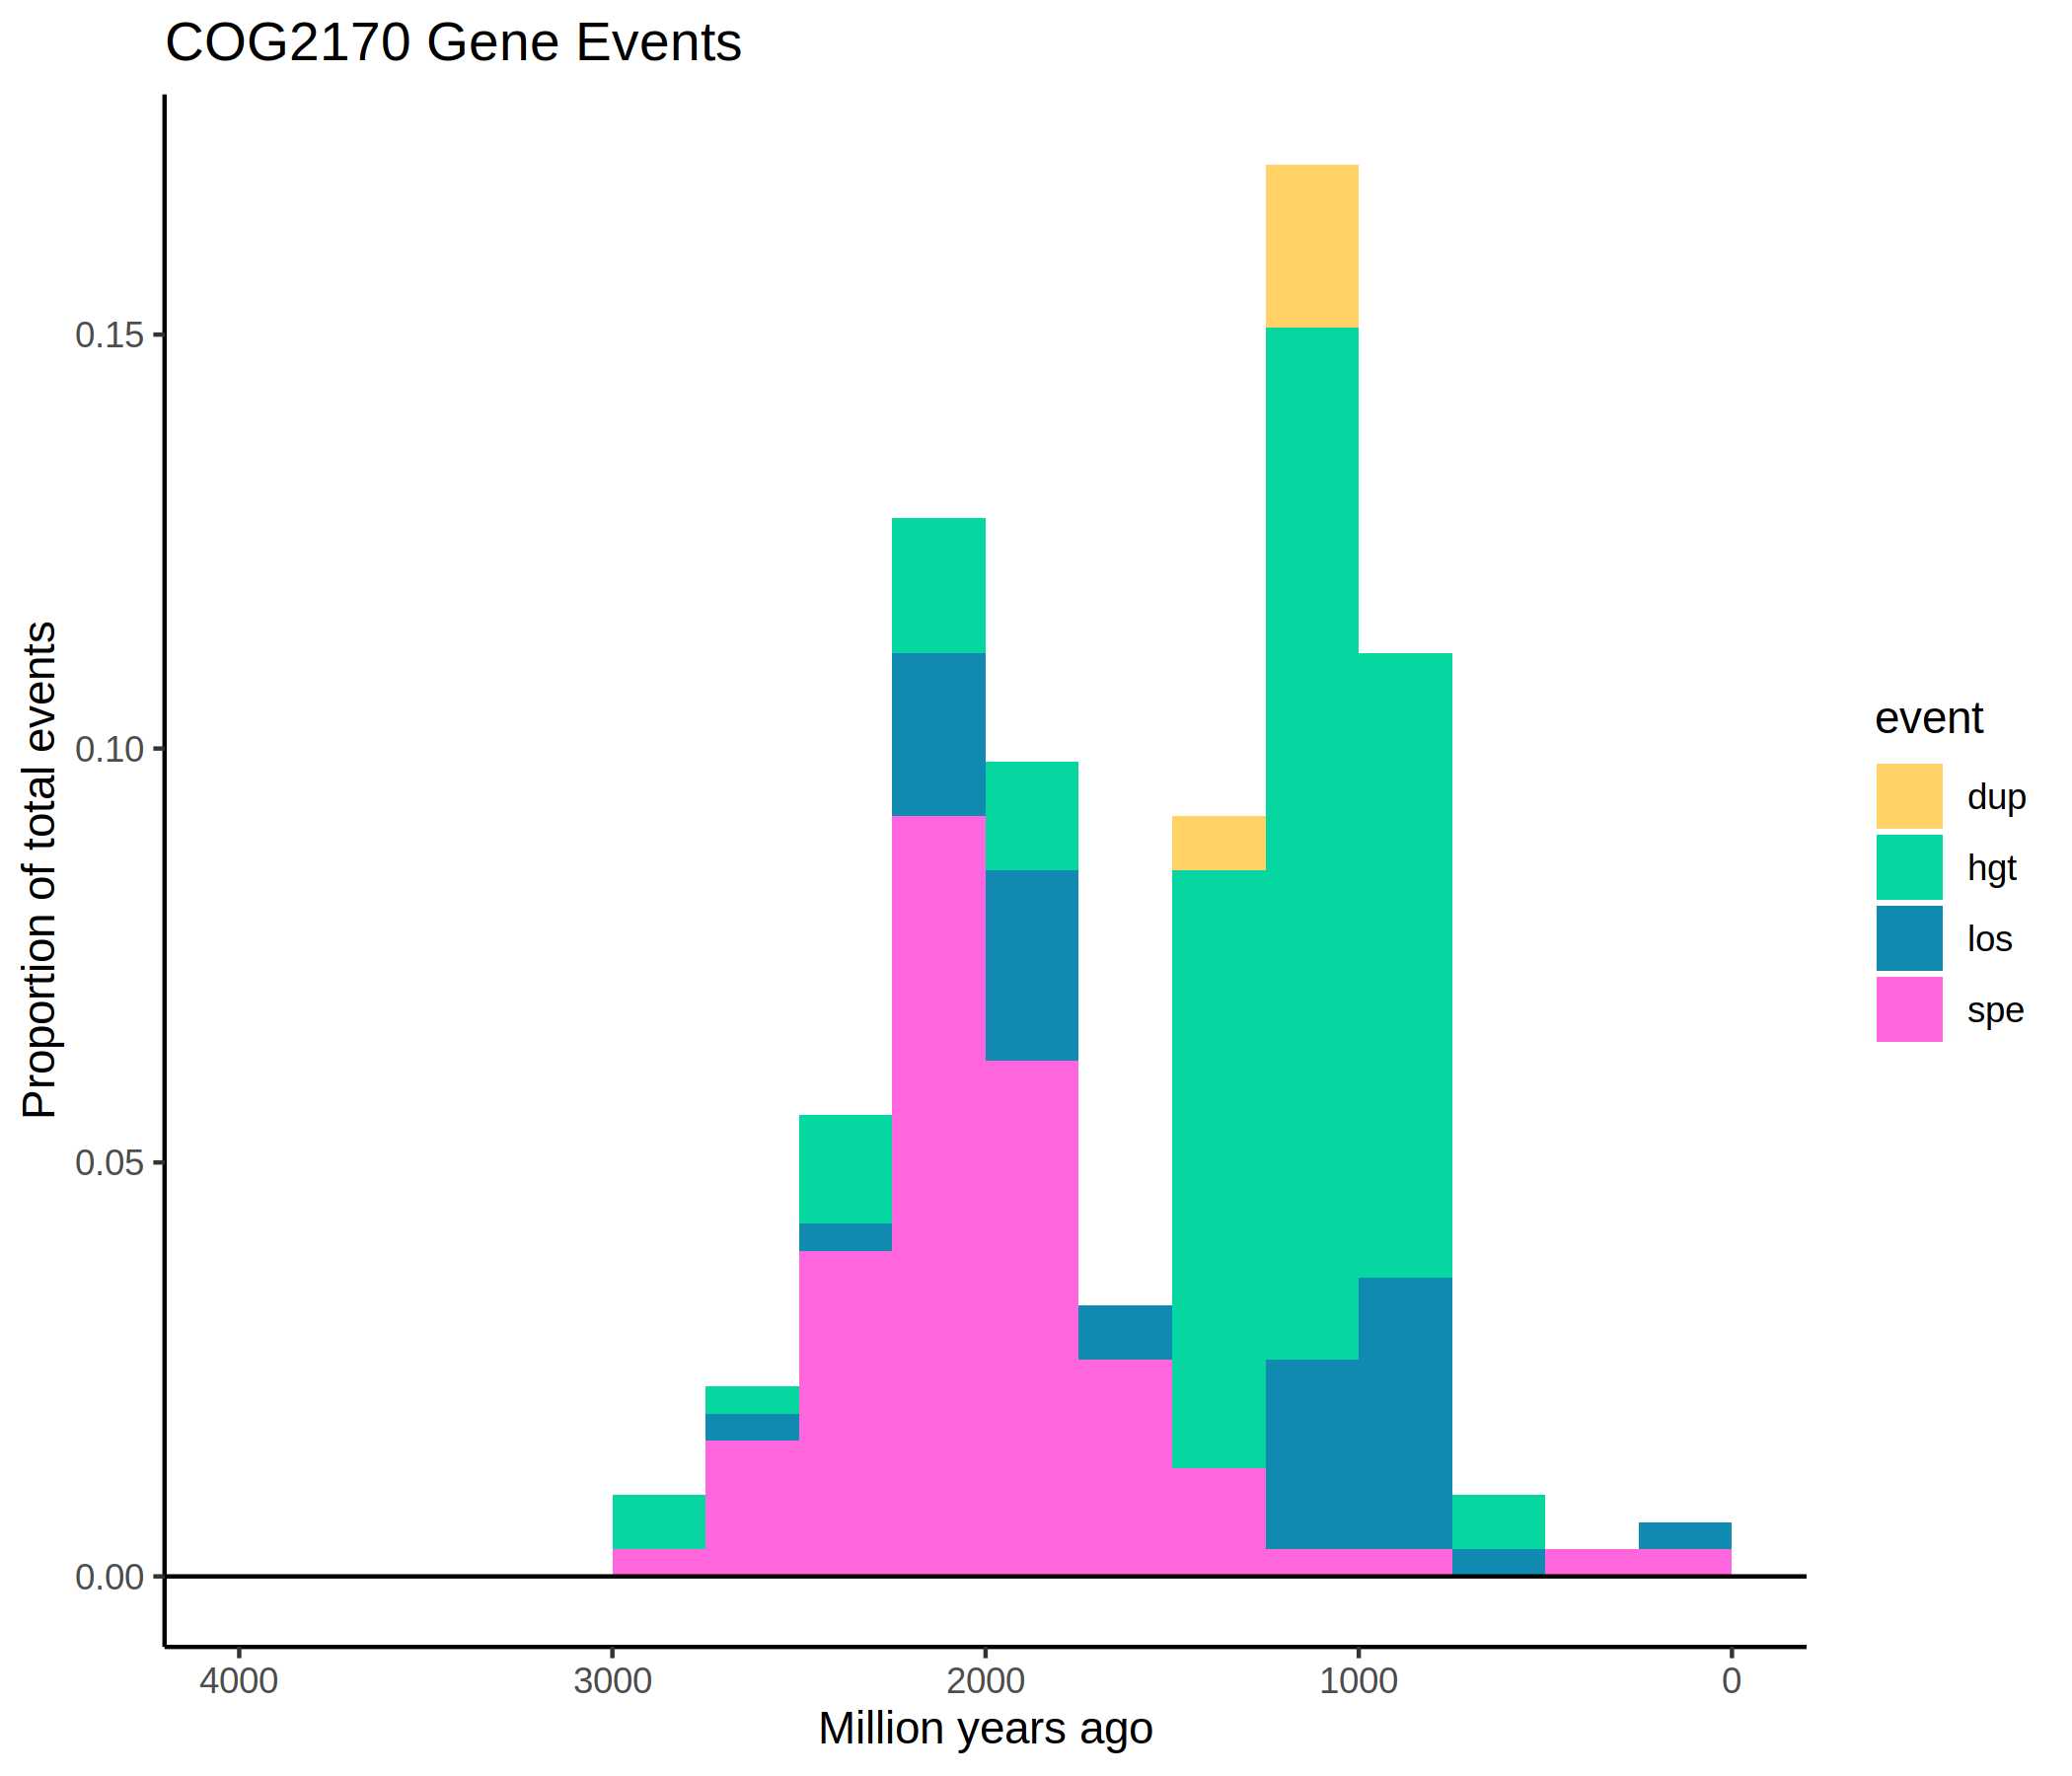 COG2170 Gene Events
Proportion of total events
0.15
0.10
0.05
0.00
4000
3000
2000
1000
0
Million years ago
event
dup
hgt
los
spe